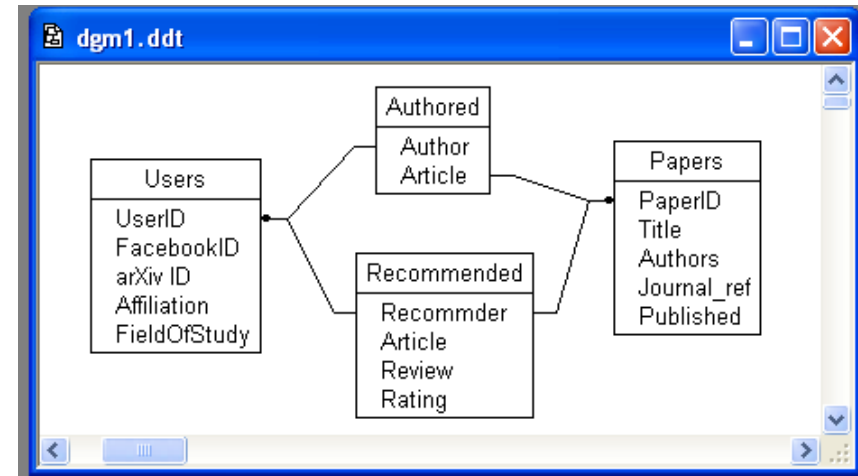 dgm1.ddt
Users
UserID
FacebookID
arXiv ID
Affiliation
FieldOfStudy
Authored
Author
Article
Recommended
Recommder
Article
Review
Rating
Papers
PaperID
Title
Authors
Journal_ref
Published